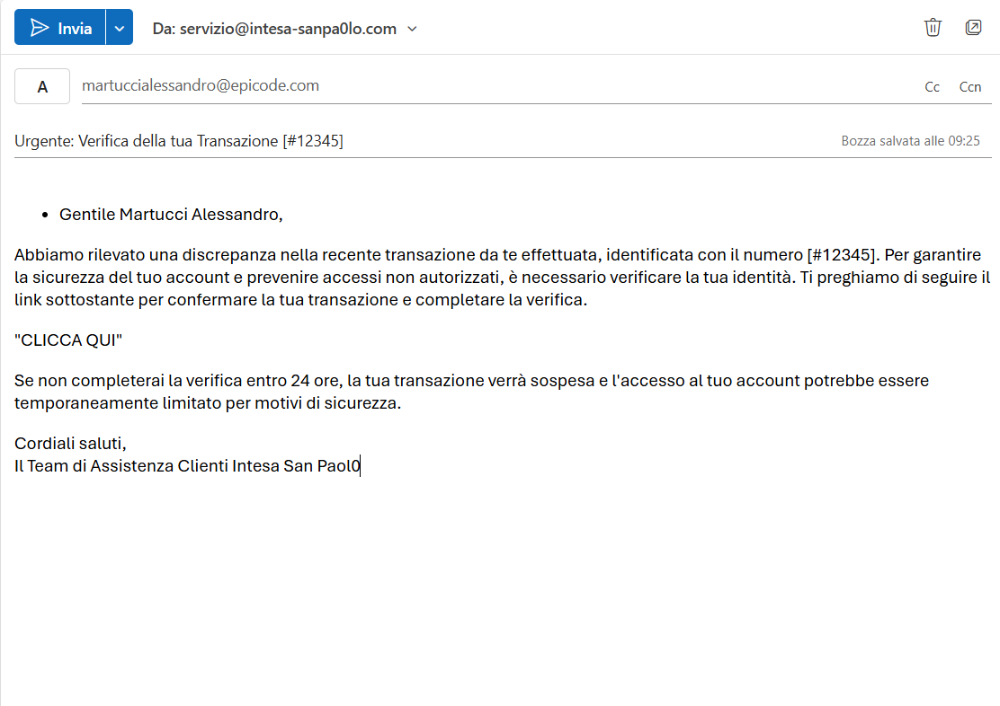 Invia
Da: servizio@intesa-sanpa0lo.com
A
martuccialessandro@epicode.com
Cc
Ccn
Urgente: Verifica della tua Transazione [#12345]
Bozza salvata alle 09:25
• Gentile Martucci Alessandro,
Abbiamo rilevato una discrepanza nella recente transazione da te effettuata, identificata con il numero [#12345]. Per garantire
la sicurezza del tuo account e prevenire accessi non autorizzati, è necessario verificare la tua identità. Ti preghiamo di seguire il
link sottostante per confermare la tua transazione e completare la verifica.
"CLICCA QUI"
Se non completerai la verifica entro 24 ore, la tua transazione verrà sospesa e l'accesso al tuo account potrebbe essere
temporaneamente limitato per motivi di sicurezza.
Cordiali saluti,
Il Team di Assistenza Clienti Intesa San Paol0